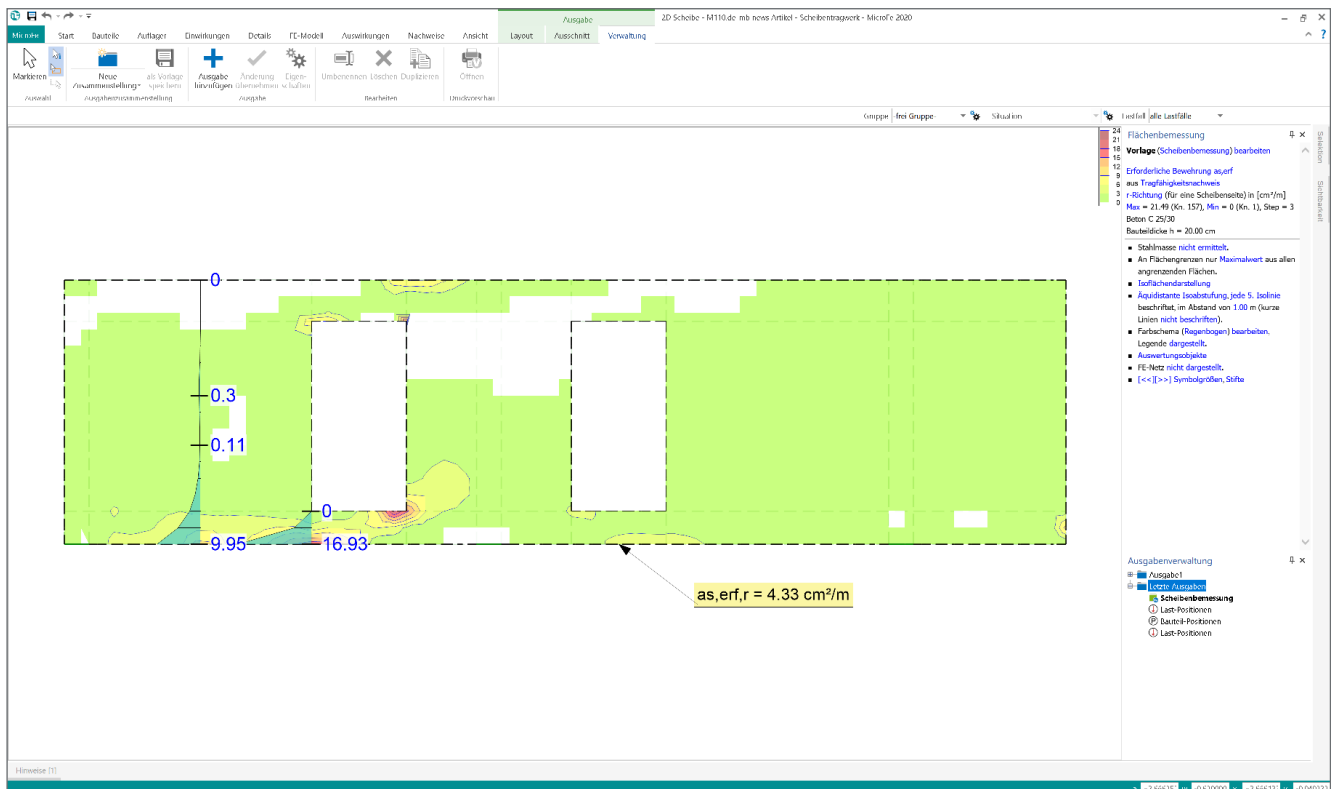 Ausgabe
2D Scheibe - M110.de mb news Artikel - Scheibentragwerk - MicroFe 2020
MicroFe Start Bauteile Auflager Einwirkungen Details FE-Modell Auswirkungen Nachweise Ansicht Layout Ausschnitt Verwaltung
Markieren
Neue Zusammenstellung
als Vorlage speichern
Ausgabe hinzufügen
Änderung übernehmen
Eigenschaften
Umbenennen Löschen Duplizieren
Öffnen
Auswahl Ausgabenzusammenstellung Ausgabe Bearbeiten Druckvorschau
Gruppe -frei Gruppe- Situation Lastfall alle Lastfälle
24
21
18
15
12
9
6
3
0
Flächenbemessung
Vorlage (Scheibenbemessung) bearbeiten
Erforderliche Bewehrung as,erf
aus Tragfähigkeitsnachweis
r-Richtung (für eine Scheibenseite) in [cm²/m]
Max = 21.49 (Kn. 157), Min = 0 (Kn. 1), Step = 3
Beton C 25/30
Bauteildicke h = 20.00 cm
Stahlmasse nicht ermittelt.
An Flächengrenzen nur Maximalwert aus allen
angrenzenden Flächen.
Isoflächendarstellung
Äquidistante Isoabstufung, jede 5. Isolinie
beschriftet, im Abstand von 1.00 m (kurze
Linien nicht beschriften).
Farbschema (Regenbogen) bearbeiten,
Legende dargestellt.
Auswertungsobjekte
FE-Netz nicht dargestellt.
[<<][>>] Symbolgrößen, Stifte
Selektion
Sichtbarkeit
0
0.3
0.11
0
9.95
16.93
as,erf,r = 4.33 cm²/m
Ausgabenverwaltung
Ausgabe1
Letzte Ausgaben
Scheibenbemessung
Last-Positionen
Bauteil-Positionen
Last-Positionen
Hinweise [1]